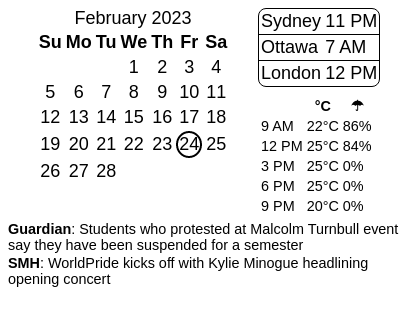 February 2023
Su Mo Tu We Th Fr Sa
1 2 3 4
5 6 7 8 9 10 11
12 13 14 15 16 17 18
19 20 21 22 23 24 25
26 27 28
Sydney 11 PM
Ottawa 7 AM
London 12 PM
°C ☂
9 AM 22°C 86%
12 PM 25°C 84%
3 PM 25°C 0%
6 PM 25°C 0%
9 PM 20°C 0%
Guardian: Students who protested at Malcolm Turnbull event
say they have been suspended for a semester
SMH: WorldPride kicks off with Kylie Minogue headlining
opening concert